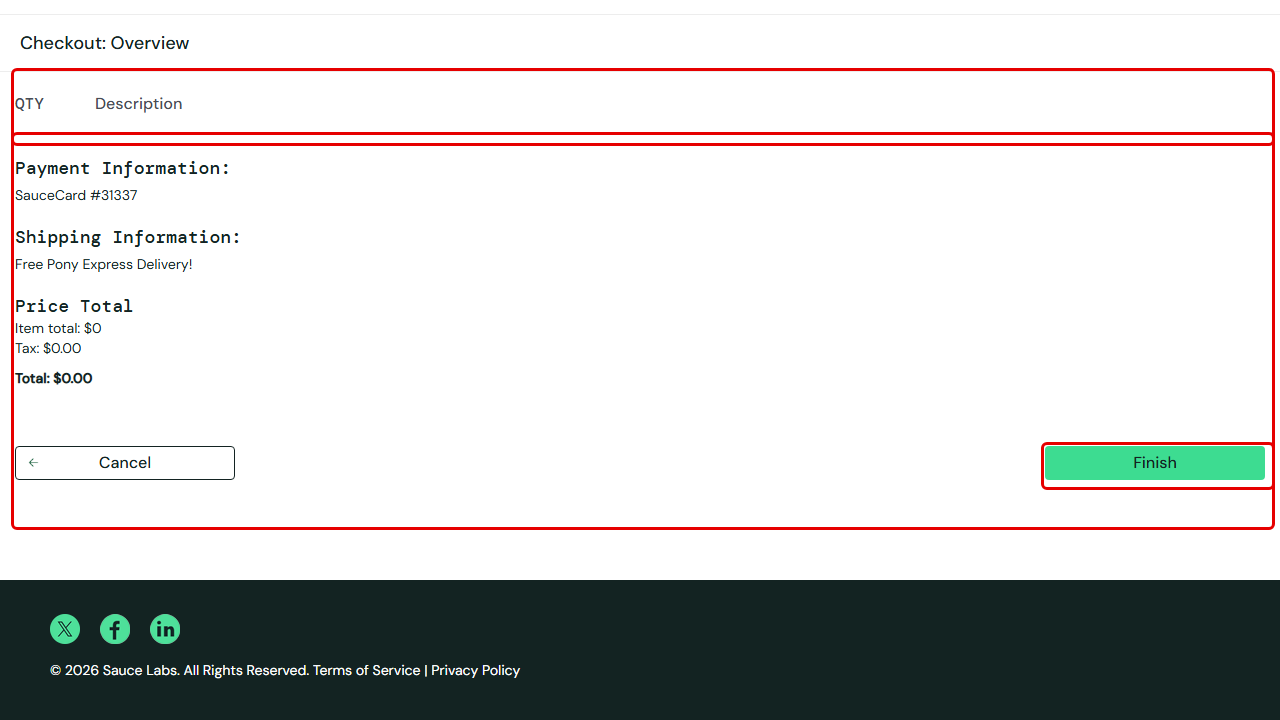 Checkout: Overview
QTY Description
Payment Information:
SauceCard #31337
Shipping Information:
Free Pony Express Delivery!
Price Total
Item total: $0
Tax: $0.00
Total: $0.00
Cancel Finish
© 2026 Sauce Labs. All Rights Reserved. Terms of Service | Privacy Policy